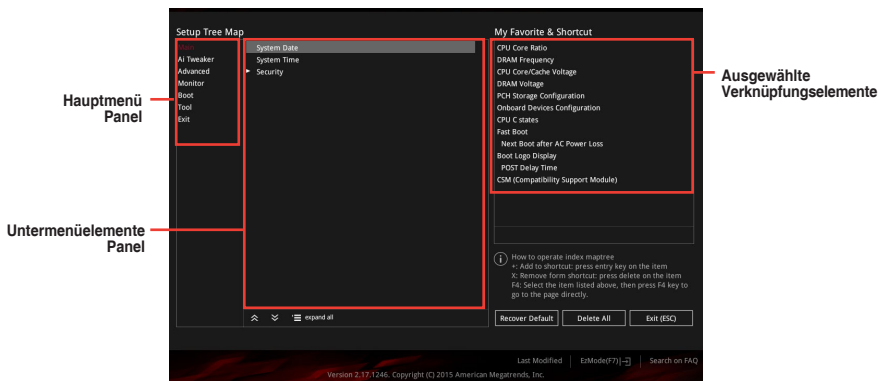 Setup Tree Map
Main
Ai Tweaker
Advanced
Monitor
Boot
Tool
Exit
System Date
System Time
Security
expand all
My Favorite & Shortcut
CPU Core Ratio
DRAM Frequency
CPU Core/Cache Voltage
DRAM Voltage
PCH Storage Configuration
Onboard Devices Configuration
CPU C states
Fast Boot
Next Boot after AC Power Loss
Boot Logo Display
POST Delay Time
CSM (Compatibility Support Module)
How to operate index maptree
+: Add to shortcut: press entry key on the item
X: Remove form shortcut: press delete on the item
F4: Select the item listed above, then press F4 key to
go to the page directly.
Recover Default
Delete All
Exit (ESC)
Last Modified
EzMode(F7)
Search on FAQ
Version 2.17.1246. Copyright (C) 2015 American Megatrends, Inc.
Hauptmenü
Panel
Untermenüelemente
Panel
Ausgewählte
Verknüpfungselemente